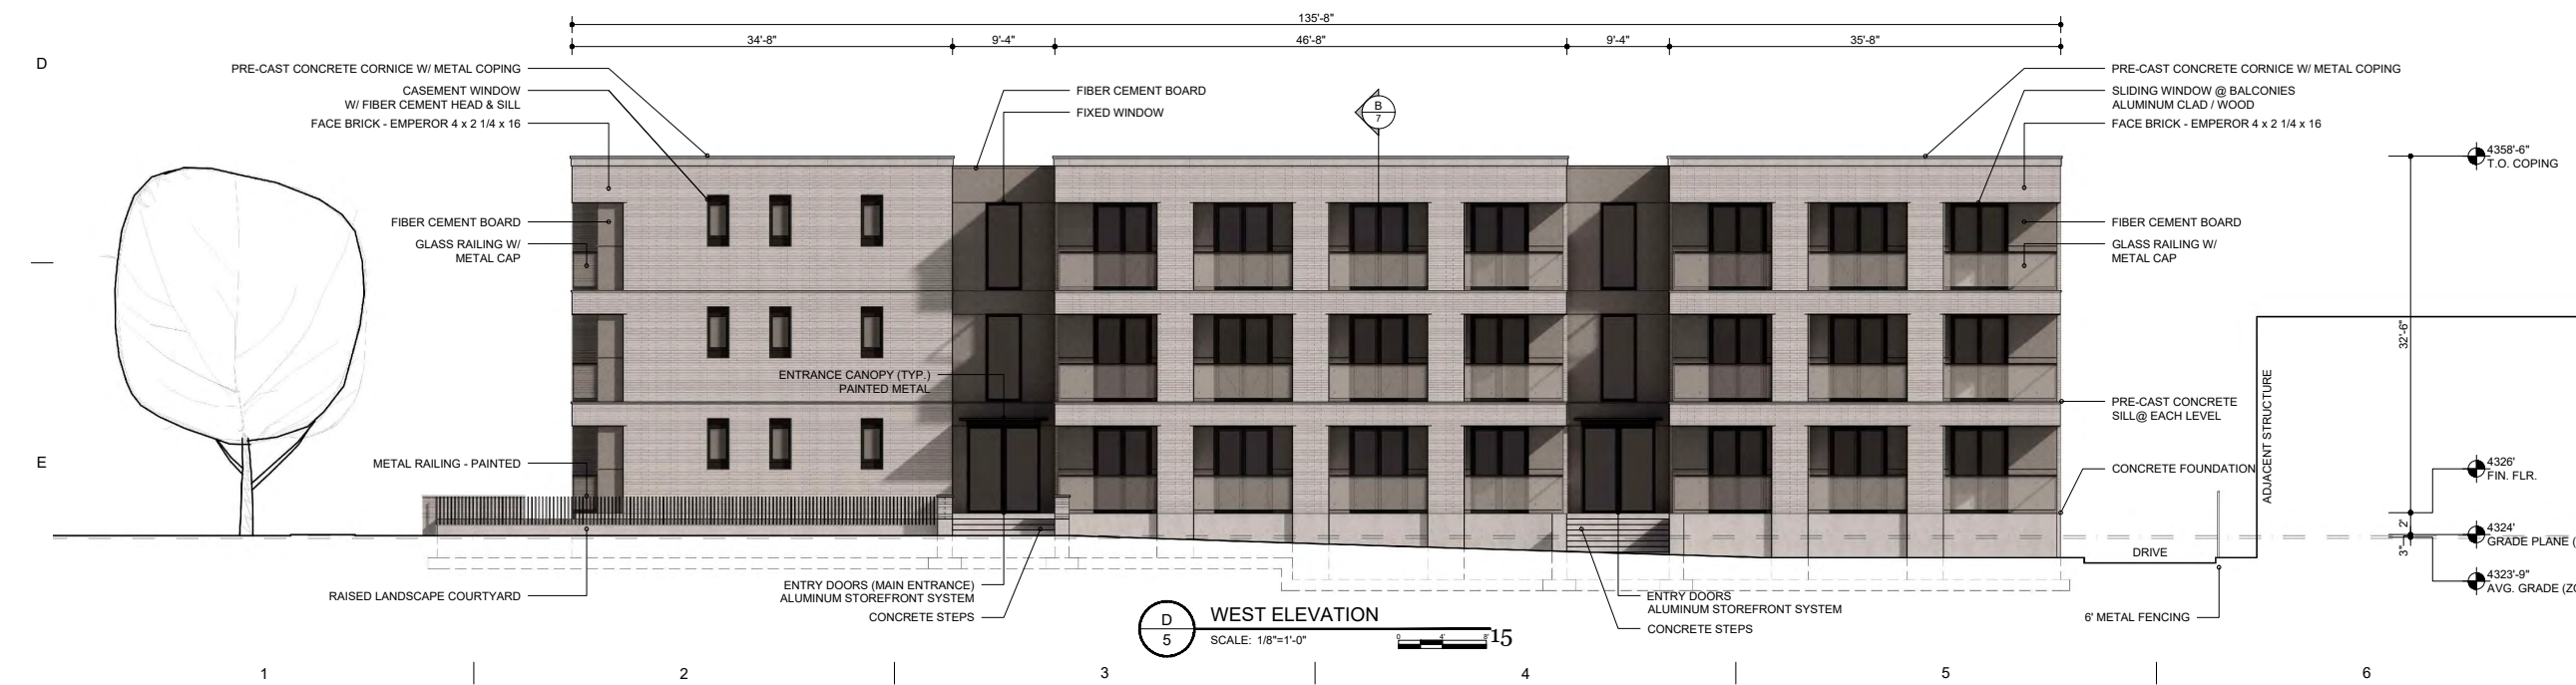 135'-8"
34'-8"
9'-4"
46'-8"
9'-4"
35'-8"
D
PRE-CAST CONCRETE CORNICE W/ METAL COPING
CASEMENT WINDOW
W/ FIBER CEMENT HEAD & SILL
FACE BRICK - EMPEROR 4 x 2 1/4 x 16
FIBER CEMENT BOARD
FIXED WINDOW
B
7
PRE-CAST CONCRETE CORNICE W/ METAL COPING
SLIDING WINDOW @ BALCONIES
ALUMINUM CLAD / WOOD
FACE BRICK - EMPEROR 4 x 2 1/4 x 16
4358'-6"
T.O. COPING
FIBER CEMENT BOARD
GLASS RAILING W/
METAL CAP
FIBER CEMENT BOARD
GLASS RAILING W/
METAL CAP
32'-6"
ENTRANCE CANOPY (TYP.)
PAINTED METAL
ADJACENT STRUCTURE
PRE-CAST CONCRETE
SILL@ EACH LEVEL
E
METAL RAILING - PAINTED
CONCRETE FOUNDATION
4326'
FIN. FLR.
2'
4324'
GRADE PLANE (
3"
DRIVE
4323'-9"
AVG. GRADE (ZO
RAISED LANDSCAPE COURTYARD
ENTRY DOORS (MAIN ENTRANCE)
ALUMINUM STOREFRONT SYSTEM
CONCRETE STEPS
D
5
WEST ELEVATION
SCALE: 1/8"=1'-0"
0 4' 8'
15
ENTRY DOORS
ALUMINUM STOREFRONT SYSTEM
CONCRETE STEPS
6' METAL FENCING
1 2 3 4 5 6